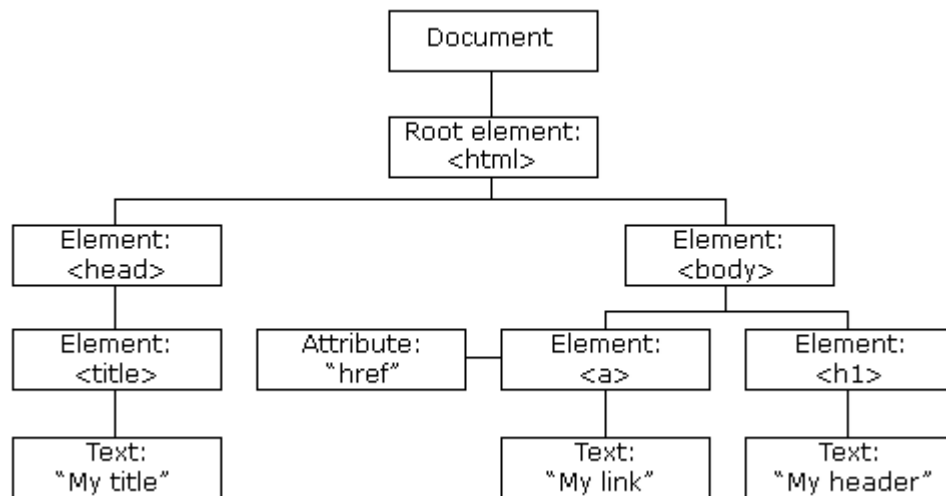 Document
Root element:
<html>
Element:
<head>
Element:
<body>
Element:
<title>
Attribute:
“href”
Element:
<a>
Element:
<h1>
Text:
“My title”
Text:
“My link”
Text:
“My header”